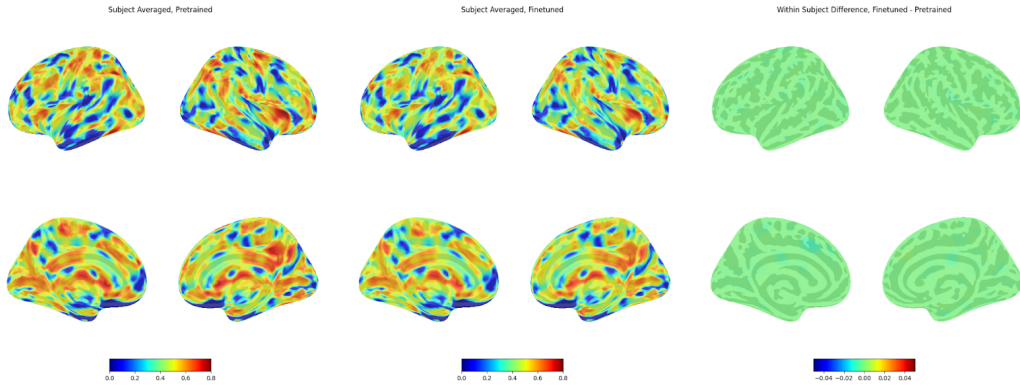 Subject Averaged, Pretrained
Subject Averaged, Finetuned
Within Subject Difference, Finetuned - Pretrained
0.0 0.2 0.4 0.6 0.8
0.0 0.2 0.4 0.6 0.8
−0.04 −0.02 0.00 0.02 0.04